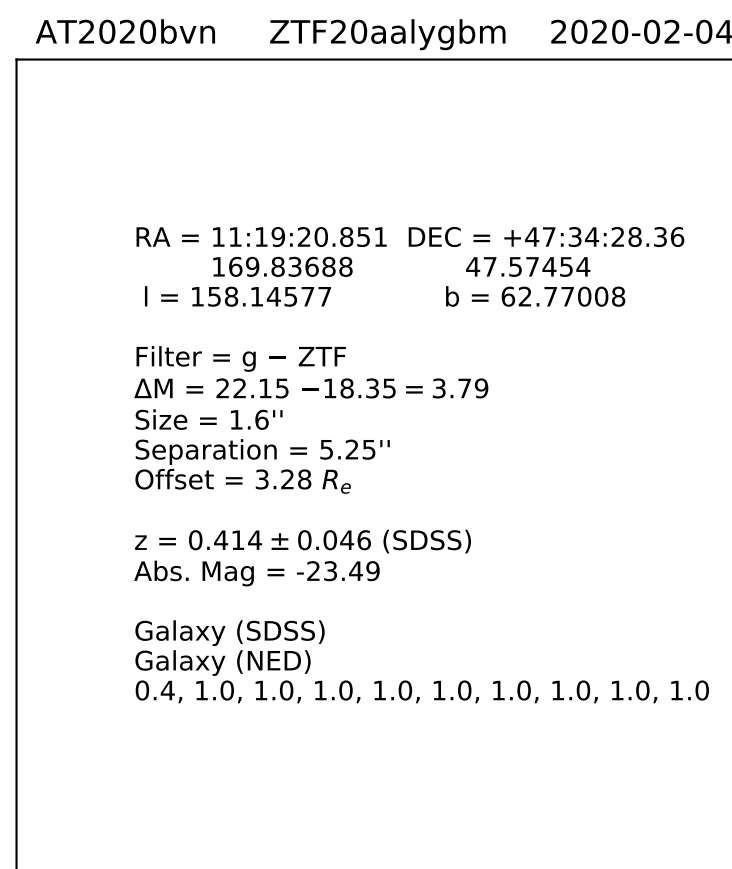 AT2020bvn ZTF20aalygbm 2020-02-04
RA = 11:19:20.851 DEC = +47:34:28.36
169.83688 47.57454
l = 158.14577 b = 62.77008
Filter = g − ZTF
ΔM = 22.15 −18.35 = 3.79
Size = 1.6''
Separation = 5.25''
Offset = 3.28 Rₑ
z = 0.414 ± 0.046 (SDSS)
Abs. Mag = -23.49
Galaxy (SDSS)
Galaxy (NED)
0.4, 1.0, 1.0, 1.0, 1.0, 1.0, 1.0, 1.0, 1.0, 1.0